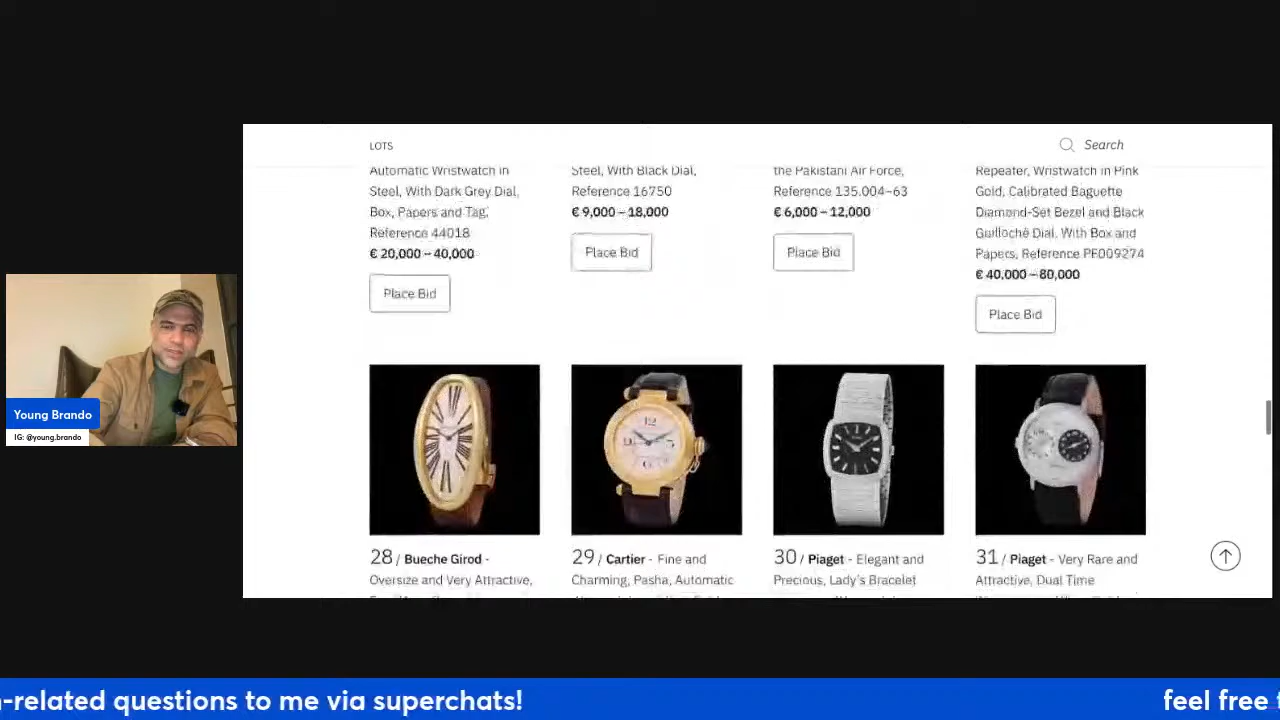 LOTS
Search
Automatic Wristwatch in
Steel, With Dark Grey Dial,
Box, Papers and Tag,
Reference 44018
€ 20,000 – 40,000
Place Bid
Steel, With Black Dial,
Reference 16750
€ 9,000 – 18,000
Place Bid
the Pakistani Air Force,
Reference 135.004–63
€ 6,000 – 12,000
Place Bid
Repeater, Wristwatch in Pink
Gold, Calibrated Baguette
Diamond-Set Bezel and Black
Guilloché Dial, With Box and
Papers, Reference PF009274
€ 40,000 – 80,000
Place Bid
28 / Bueche Girod -
Oversize and Very Attractive,
29 / Cartier - Fine and
Charming, Pasha, Automatic
30 / Piaget - Elegant and
Precious, Lady's Bracelet
31 / Piaget - Very Rare and
Attractive, Dual Time
Young Brando
IG: @young.brando
-related questions to me via superchats!
feel free